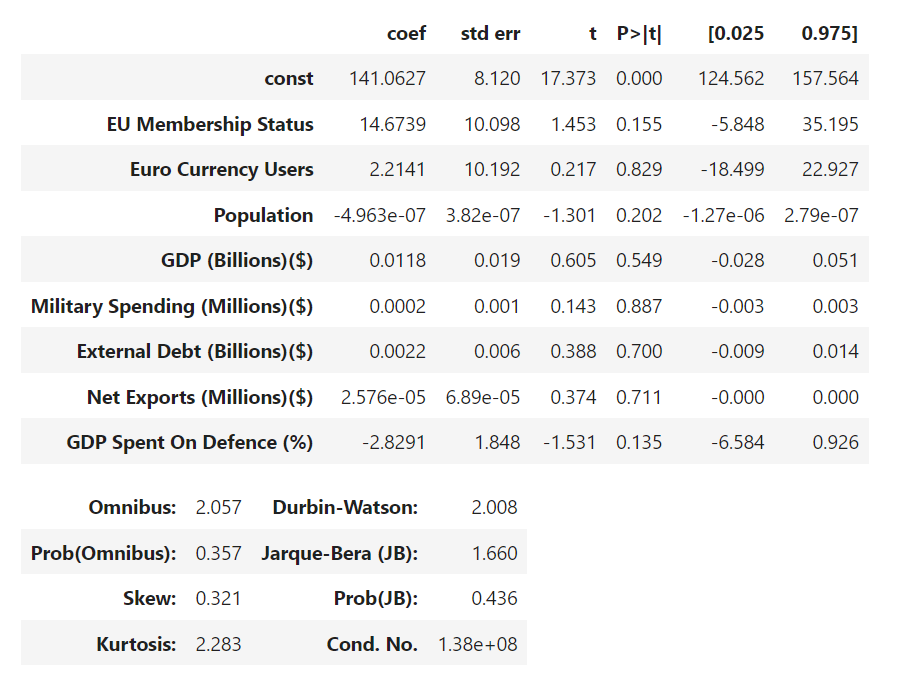 coef std err t P>|t| [0.025 0.975]
const 141.0627 8.120 17.373 0.000 124.562 157.564
EU Membership Status 14.6739 10.098 1.453 0.155 -5.848 35.195
Euro Currency Users 2.2141 10.192 0.217 0.829 -18.499 22.927
Population -4.963e-07 3.82e-07 -1.301 0.202 -1.27e-06 2.79e-07
GDP (Billions)($) 0.0118 0.019 0.605 0.549 -0.028 0.051
Military Spending (Millions)($) 0.0002 0.001 0.143 0.887 -0.003 0.003
External Debt (Billions)($) 0.0022 0.006 0.388 0.700 -0.009 0.014
Net Exports (Millions)($) 2.576e-05 6.89e-05 0.374 0.711 -0.000 0.000
GDP Spent On Defence (%) -2.8291 1.848 -1.531 0.135 -6.584 0.926
Omnibus: 2.057 Durbin-Watson: 2.008
Prob(Omnibus): 0.357 Jarque-Bera (JB): 1.660
Skew: 0.321 Prob(JB): 0.436
Kurtosis: 2.283 Cond. No. 1.38e+08